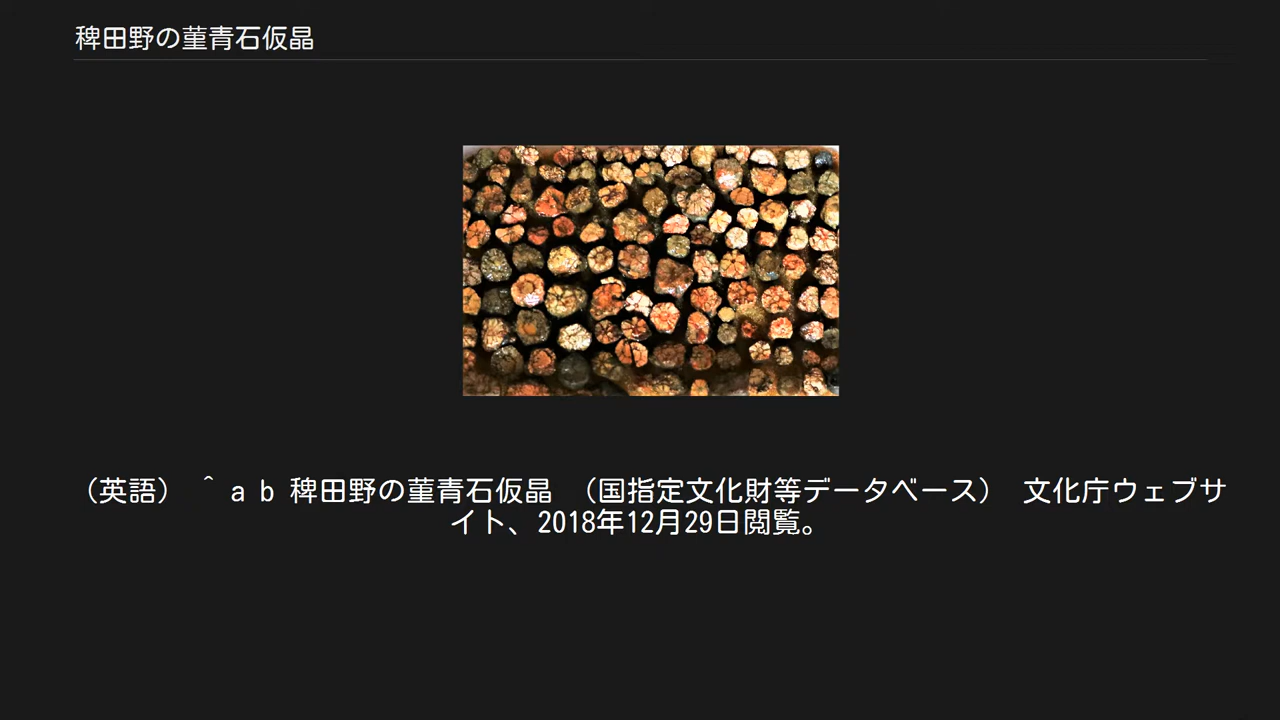 稗田野の菫青石仮晶
（英語） ^ a b 稗田野の菫青石仮晶 （国指定文化財等データベース） 文化庁ウェブサ
イト、2018年12月29日閲覧。